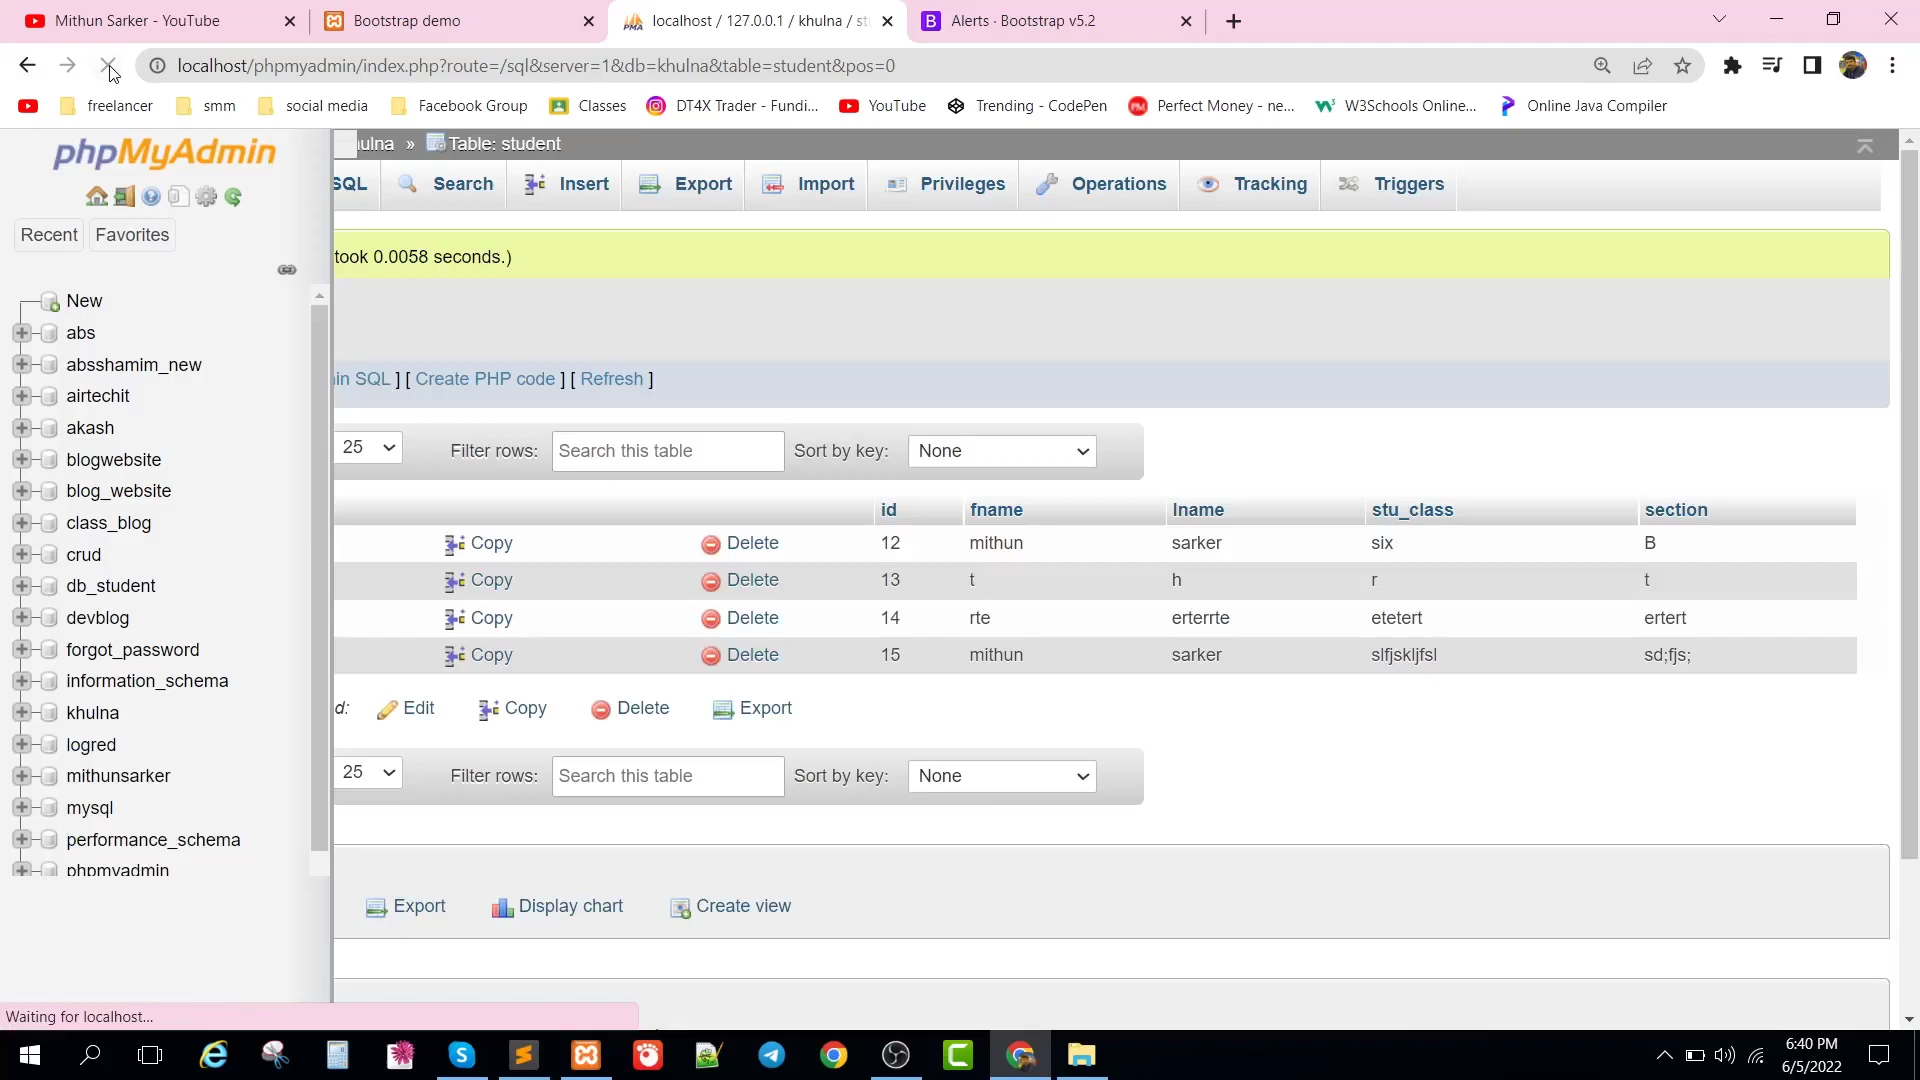 Mithun Sarker - YouTube
Bootstrap demo
localhost / 127.0.0.1 / khulna / st
Alerts · Bootstrap v5.2
localhost/phpmyadmin/index.php?route=/sql&server=1&db=khulna&table=student&pos=0
freelancer smm social media Facebook Group Classes DT4X Trader - Fundi... YouTube Trending - CodePen Perfect Money - ne... W3Schools Online... Online Java Compiler
phpMyAdmin
Recent Favorites
New
abs
absshamim_new
airtechit
akash
blogwebsite
blog_website
class_blog
crud
db_student
devblog
forgot_password
information_schema
khulna
logred
mithunsarker
mysql
performance_schema
phpmyadmin
ulna » Table: student
SQL Search Insert Export Import Privileges Operations Tracking Triggers
took 0.0058 seconds.)
in SQL ] [ Create PHP code ] [ Refresh ]
25 Filter rows: Search this table Sort by key: None
id fname lname stu_class section
Copy Delete 12 mithun sarker six B
Copy Delete 13 t h r t
Copy Delete 14 rte erterrte etetert ertert
Copy Delete 15 mithun sarker slfjskljfsl sd;fjs;
d: Edit Copy Delete Export
25 Filter rows: Search this table Sort by key: None
Export Display chart Create view
Waiting for localhost...
6:40 PM
6/5/2022